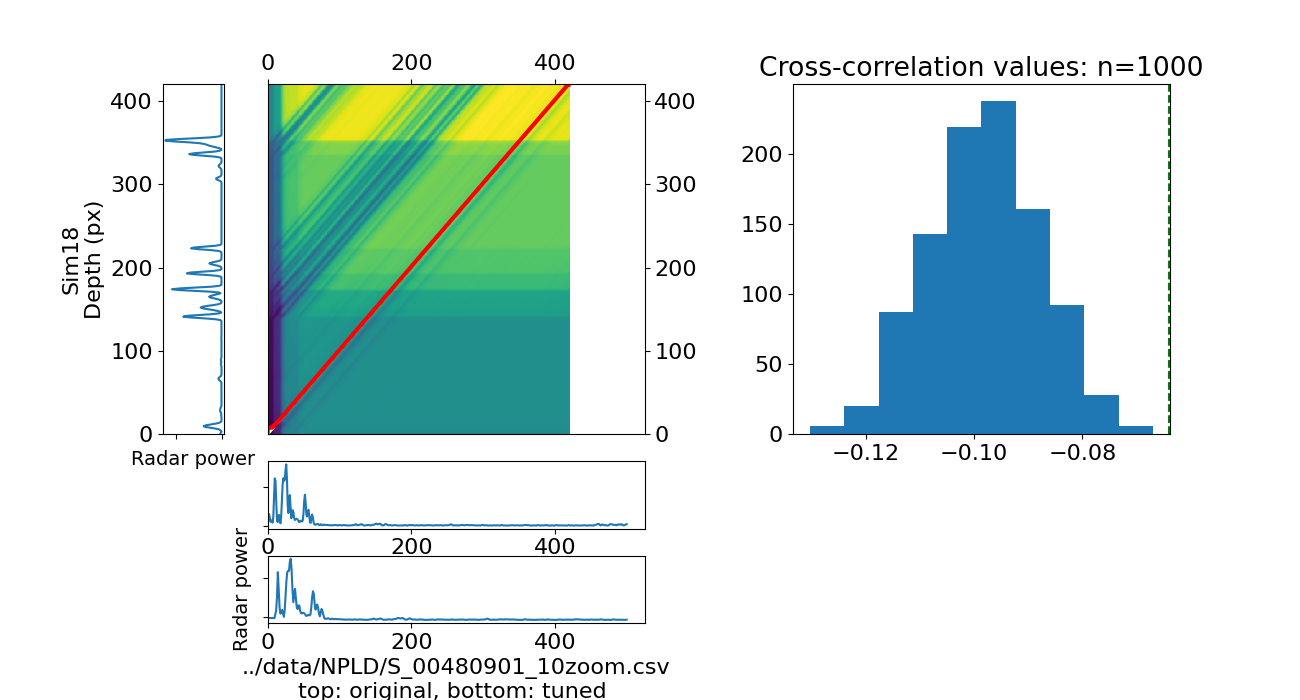 Cross-correlation values: n=1000
0 200 400
400
300
200
100
0
Sim18
Depth (px)
400
300
200
100
0
Radar power
200
150
100
50
0
−0.12 −0.10 −0.08
0 200 400
Radar power
0 200 400
../data/NPLD/S_00480901_10zoom.csv
top: original, bottom: tuned